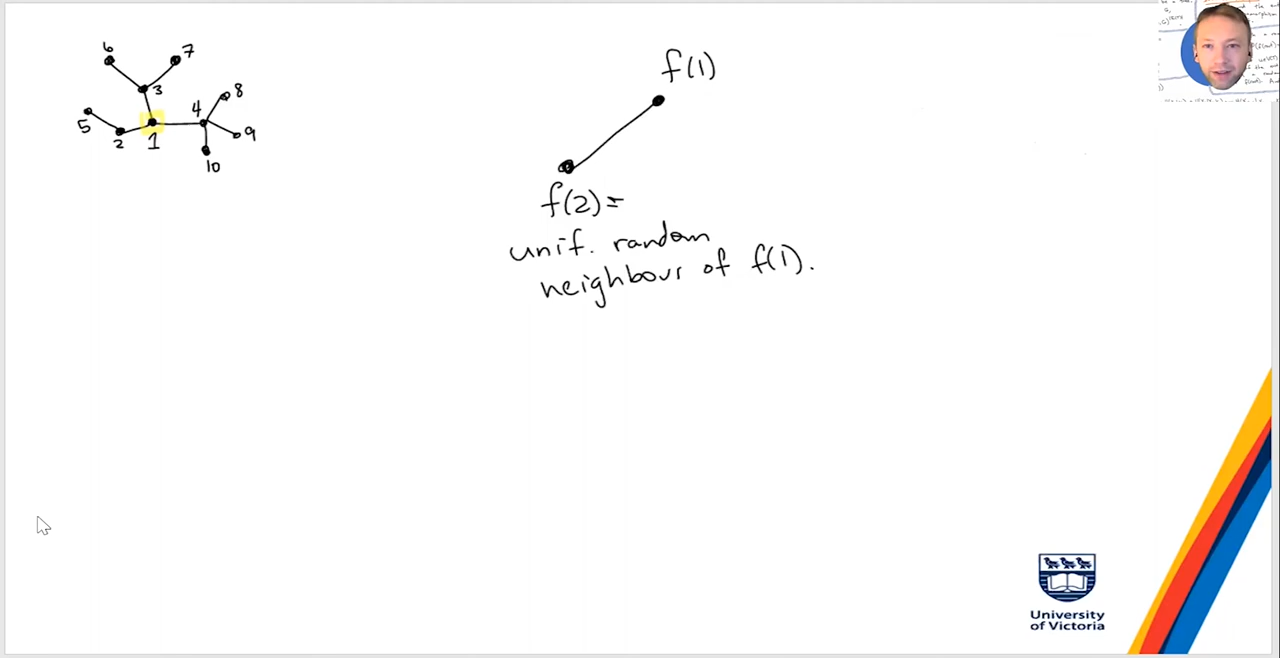 6
7
3
8
4
5
9
2
1
10
f(1)
f(2)=
unif. random
neighbour of f(1).
University
of Victoria